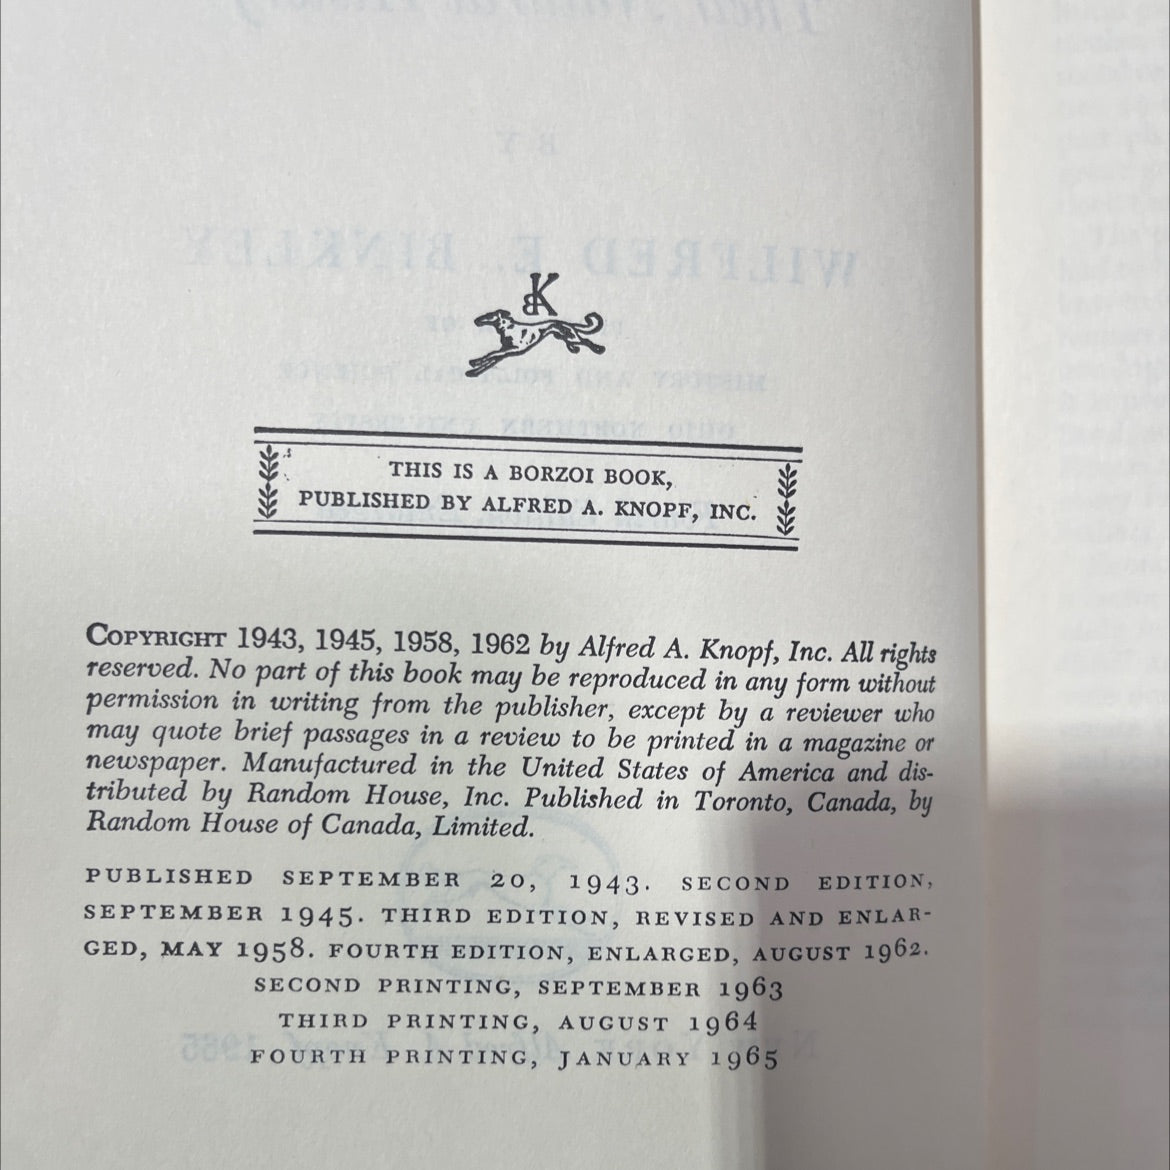 BK
THIS IS A BORZOI BOOK,
PUBLISHED BY ALFRED A. KNOPF, INC.
COPYRIGHT 1943, 1945, 1958, 1962 by Alfred A. Knopf, Inc. All rights
reserved. No part of this book may be reproduced in any form without
permission in writing from the publisher, except by a reviewer who
may quote brief passages in a review to be printed in a magazine or
newspaper. Manufactured in the United States of America and dis-
tributed by Random House, Inc. Published in Toronto, Canada, by
Random House of Canada, Limited.
PUBLISHED SEPTEMBER 20, 1943. SECOND EDITION,
SEPTEMBER 1945. THIRD EDITION, REVISED AND ENLAR-
GED, MAY 1958. FOURTH EDITION, ENLARGED, AUGUST 1962.
SECOND PRINTING, SEPTEMBER 1963
THIRD PRINTING, AUGUST 1964
FOURTH PRINTING, JANUARY 1965